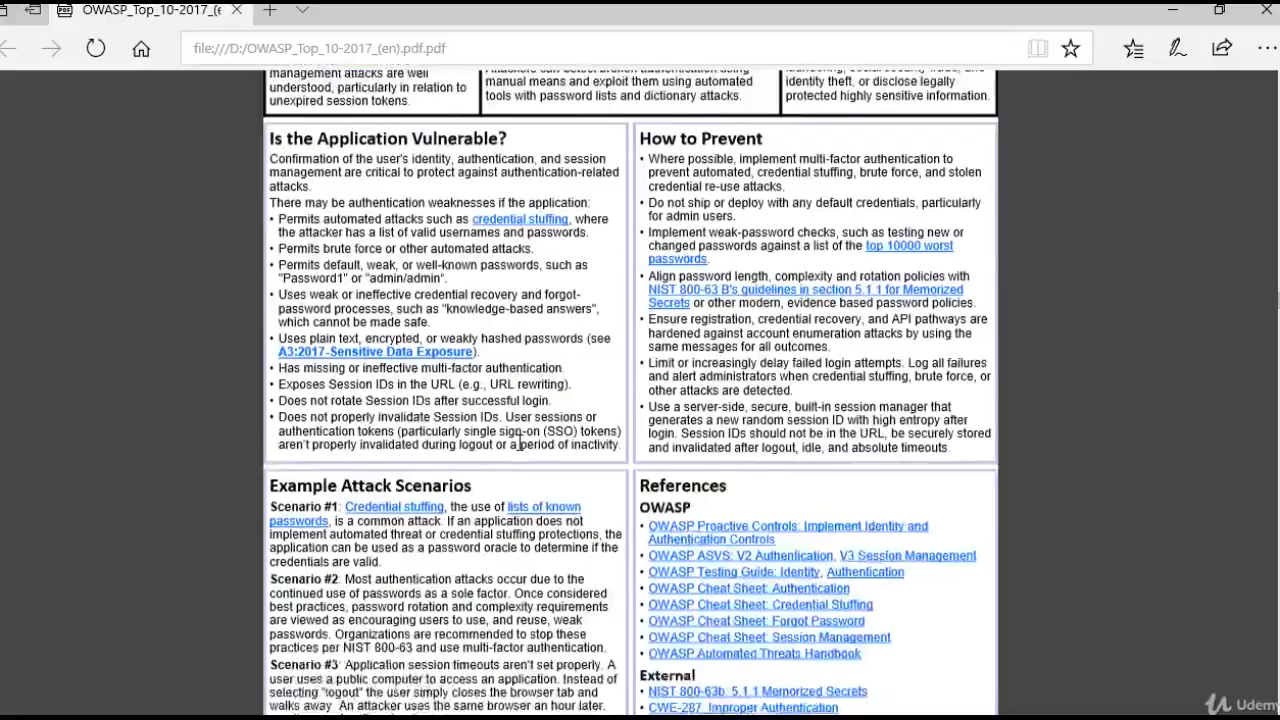 OWASP_Top_10-2017_(e
file:///D:/OWASP_Top_10-2017_(en).pdf.pdf
management attacks are well
understood, particularly in relation to
unexpired session tokens.
manual means and exploit them using automated
tools with password lists and dictionary attacks.
identity theft, or disclose legally
protected highly sensitive information.
Is the Application Vulnerable?
Confirmation of the user's identity, authentication, and session
management are critical to protect against authentication-related
attacks.
There may be authentication weaknesses if the application:
• Permits automated attacks such as credential stuffing, where
the attacker has a list of valid usernames and passwords.
• Permits brute force or other automated attacks.
• Permits default, weak, or well-known passwords, such as
"Password1" or "admin/admin“.
• Uses weak or ineffective credential recovery and forgot-
password processes, such as "knowledge-based answers",
which cannot be made safe.
• Uses plain text, encrypted, or weakly hashed passwords (see
A3:2017-Sensitive Data Exposure).
• Has missing or ineffective multi-factor authentication.
• Exposes Session IDs in the URL (e.g., URL rewriting).
• Does not rotate Session IDs after successful login.
• Does not properly invalidate Session IDs. User sessions or
authentication tokens (particularly single sign-on (SSO) tokens)
aren't properly invalidated during logout or a period of inactivity.
How to Prevent
• Where possible, implement multi-factor authentication to
prevent automated, credential stuffing, brute force, and stolen
credential re-use attacks.
• Do not ship or deploy with any default credentials, particularly
for admin users.
• Implement weak-password checks, such as testing new or
changed passwords against a list of the top 10000 worst
passwords.
• Align password length, complexity and rotation policies with
NIST 800-63 B's guidelines in section 5.1.1 for Memorized
Secrets or other modern, evidence based password policies.
• Ensure registration, credential recovery, and API pathways are
hardened against account enumeration attacks by using the
same messages for all outcomes.
• Limit or increasingly delay failed login attempts. Log all failures
and alert administrators when credential stuffing, brute force, or
other attacks are detected.
• Use a server-side, secure, built-in session manager that
generates a new random session ID with high entropy after
login. Session IDs should not be in the URL, be securely stored
and invalidated after logout, idle, and absolute timeouts.
Example Attack Scenarios
Scenario #1: Credential stuffing, the use of lists of known
passwords, is a common attack. If an application does not
implement automated threat or credential stuffing protections, the
application can be used as a password oracle to determine if the
credentials are valid.
Scenario #2: Most authentication attacks occur due to the
continued use of passwords as a sole factor. Once considered
best practices, password rotation and complexity requirements
are viewed as encouraging users to use, and reuse, weak
passwords. Organizations are recommended to stop these
practices per NIST 800-63 and use multi-factor authentication.
Scenario #3: Application session timeouts aren't set properly. A
user uses a public computer to access an application. Instead of
selecting "logout" the user simply closes the browser tab and
walks away. An attacker uses the same browser an hour later,
References
OWASP
• OWASP Proactive Controls: Implement Identity and
Authentication Controls
• OWASP ASVS: V2 Authentication, V3 Session Management
• OWASP Testing Guide: Identity, Authentication
• OWASP Cheat Sheet: Authentication
• OWASP Cheat Sheet: Credential Stuffing
• OWASP Cheat Sheet: Forgot Password
• OWASP Cheat Sheet: Session Management
• OWASP Automated Threats Handbook
External
• NIST 800-63b: 5.1.1 Memorized Secrets
• CWE-287: Improper Authentication
Udemy